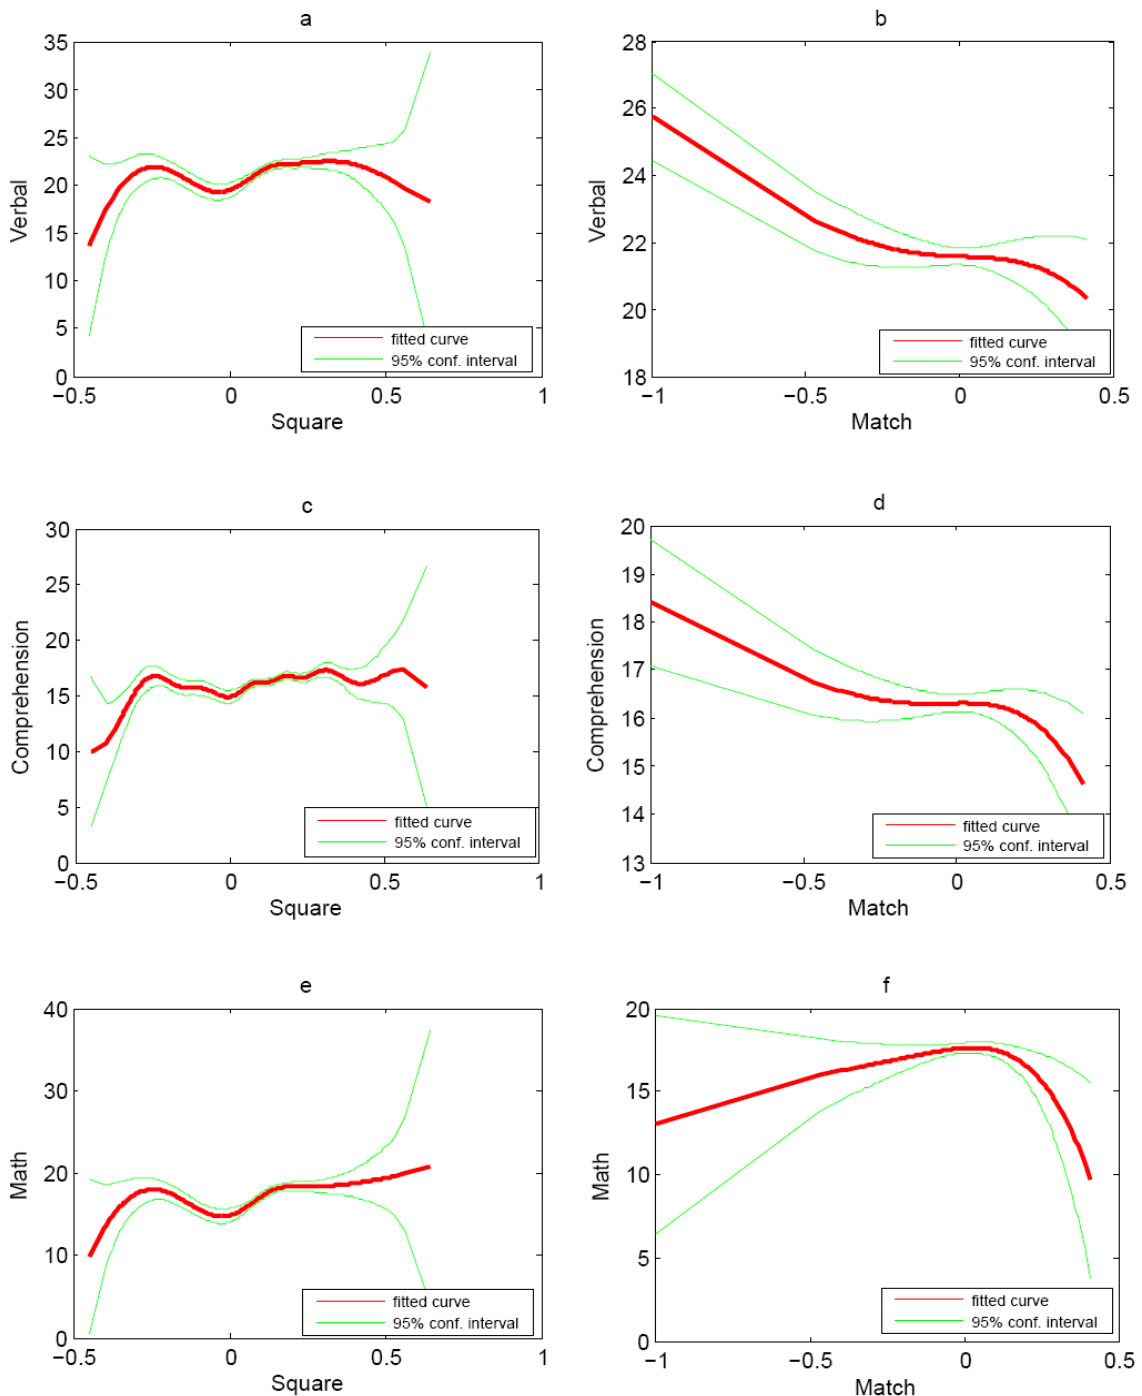 a
35
30
25
20
15
10
5
0
−0.5
0
0.5
1
Verbal
Square
fitted curve
95% conf. interval
b
28
26
24
22
20
18
−1
−0.5
0
0.5
Verbal
Match
fitted curve
95% conf. interval
c
30
25
20
15
10
5
0
−0.5
0
0.5
1
Comprehension
Square
fitted curve
95% conf. interval
d
20
19
18
17
16
15
14
13
−1
−0.5
0
0.5
Comprehension
Match
fitted curve
95% conf. interval
e
40
30
20
10
0
−0.5
0
0.5
1
Math
Square
fitted curve
95% conf. interval
f
20
15
10
5
0
−1
−0.5
0
0.5
Math
Match
fitted curve
95% conf. interval